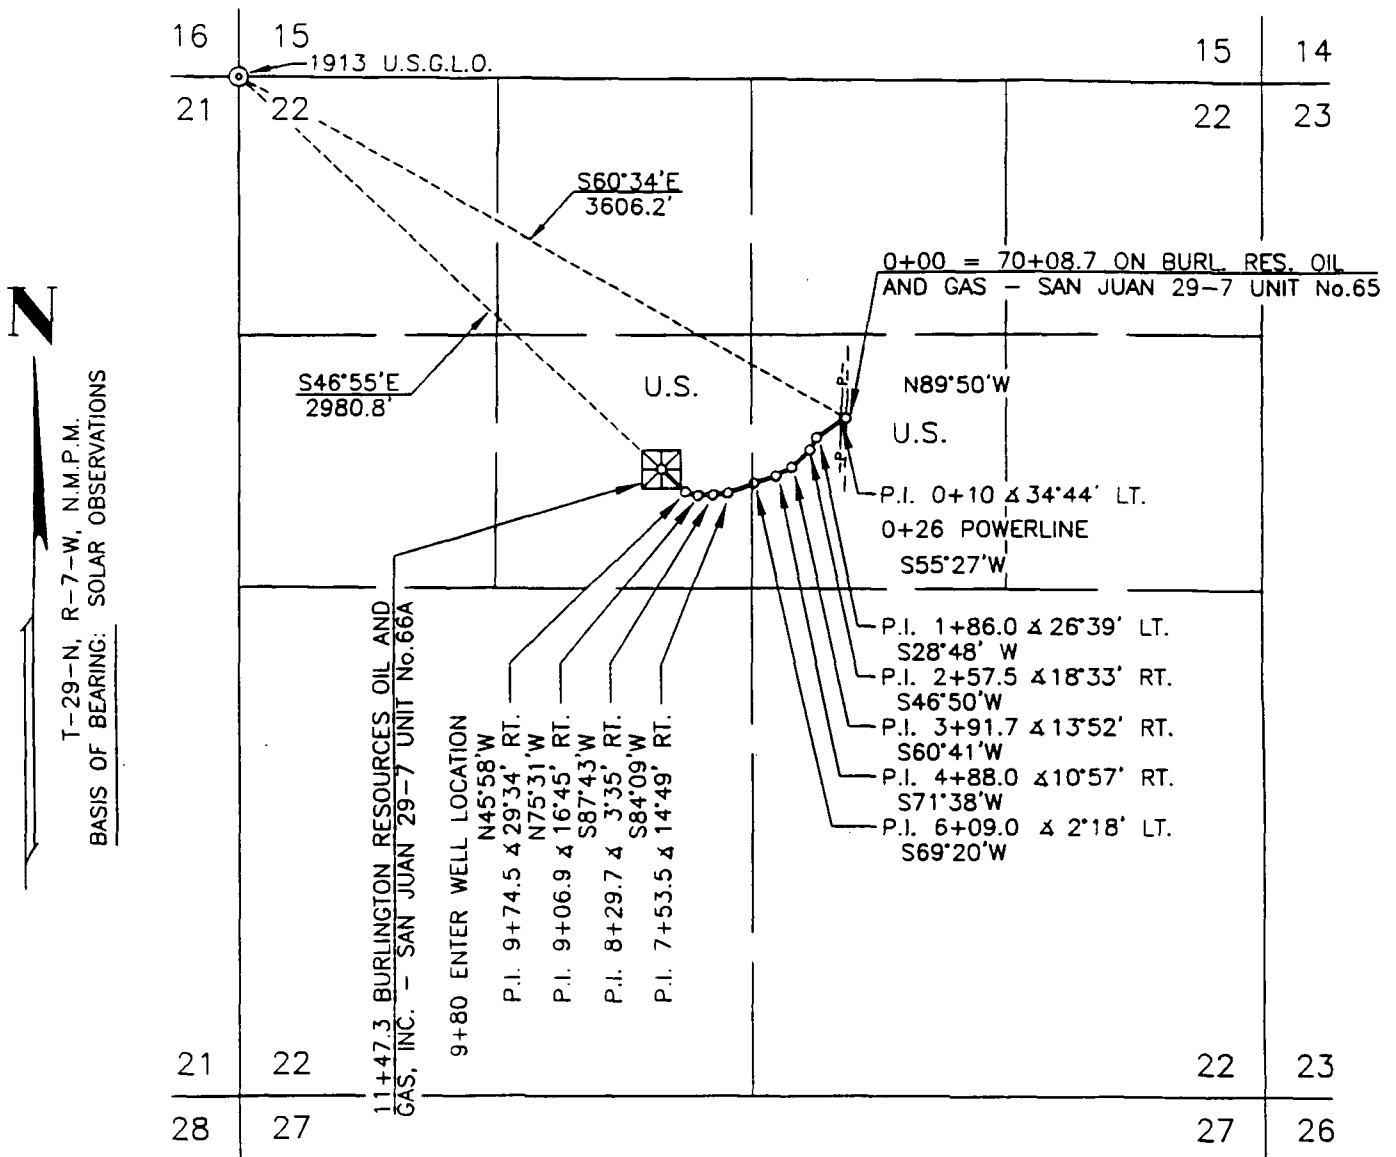 16 15
15 14
1913 U.S.G.L.O.
21 22
22 23
S60°34'E
3606.2'
0+00 = 70+08.7 ON BURL. RES. OIL
AND GAS - SAN JUAN 29-7 UNIT No.65
N
S46°55'E
2980.8'
U.S.
P
N89°50'W
U.S.
P
P.I. 0+10 ∡ 34°44' LT.
0+26 POWERLINE
S55°27'W
P.I. 1+86.0 ∡ 26°39' LT.
S28°48' W
P.I. 2+57.5 ∡ 18°33' RT.
S46°50'W
P.I. 3+91.7 ∡ 13°52' RT.
S60°41'W
P.I. 4+88.0 ∡ 10°57' RT.
S71°38'W
P.I. 6+09.0 ∡ 2°18' LT.
S69°20'W
T-29-N, R-7-W, N.M.P.M.
BASIS OF BEARING: SOLAR OBSERVATIONS
11+47.3 BURLINGTON RESOURCES OIL AND
GAS, INC. - SAN JUAN 29-7 UNIT No.66A
9+80 ENTER WELL LOCATION
N45°58'W
P.I. 9+74.5 ∡ 29°34' RT.
N75°31'W
P.I. 9+06.9 ∡ 16°45' RT.
S87°43'W
P.I. 8+29.7 ∡ 3°35' RT.
S84°09'W
P.I. 7+53.5 ∡ 14°49' RT.
21 22
22 23
28 27
27 26